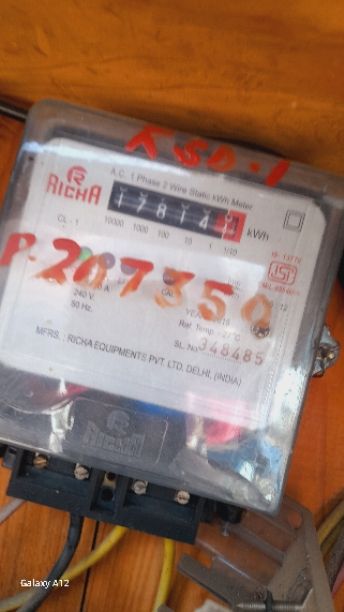 KSD-1
RICHA
A.C. 1 Phase 2 Wire Static kWh Meter
17814
kWh
CL - 1
10000 1000 100 10 1 1/10
ISI
P-207350
240 V.
50 Hz.
Ref. Temp. - 27°C
SL. No. 348485
MFRS. : RICHA EQUIPMENTS PVT. LTD. DELHI, (INDIA)
RICHA
Galaxy A12